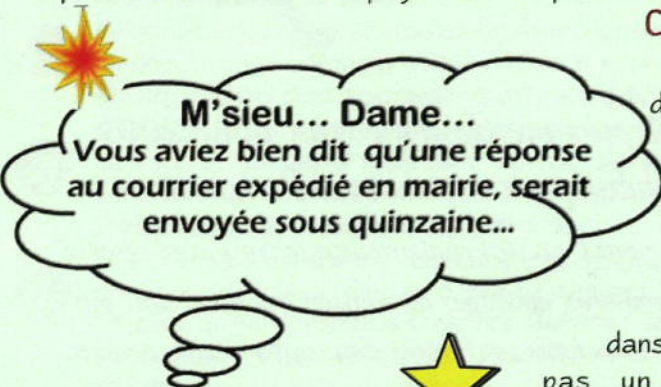 C
M'sieu... Dame...
d
Vous aviez bien dit qu'une réponse
au courrier expédié en mairie, serait
envoyée sous quinzaine...
dans
pas un